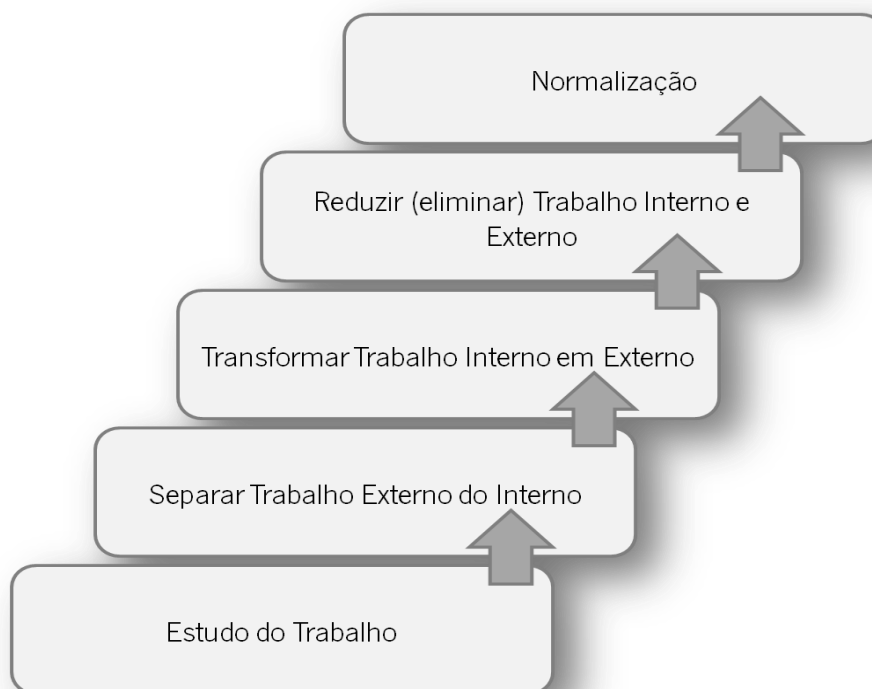 Normalização
Reduzir (eliminar) Trabalho Interno e
Externo
Transformar Trabalho Interno em Externo
Separar Trabalho Externo do Interno
Estudo do Trabalho